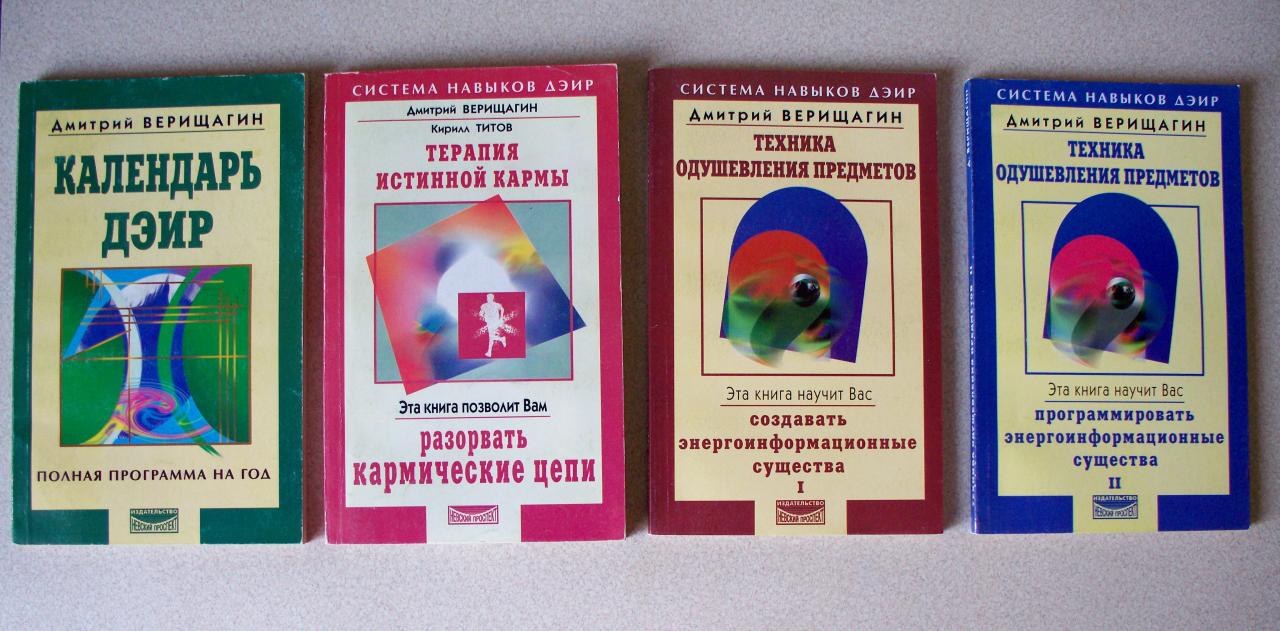 Дмитрий ВЕРИЩАГИН
КАЛЕНДАРЬ
ДЭИР
ПОЛНАЯ ПРОГРАММА НА ГОД
ИЗДАТЕЛЬСТВО
НЕВСКИЙ ПРОСПЕКТ
СИСТЕМА НАВЫКОВ ДЭИР
Дмитрий ВЕРИЩАГИН
Кирилл ТИТОВ
ТЕРАПИЯ
ИСТИННОЙ КАРМЫ
Эта книга позволит Вам
разорвать
кармические цепи
ИЗДАТЕЛЬСТВО
НЕВСКИЙ ПРОСПЕКТ
СИСТЕМА НАВЫКОВ ДЭИР
Дмитрий ВЕРИЩАГИН
ТЕХНИКА
ОДУШЕВЛЕНИЯ ПРЕДМЕТОВ
Эта книга научит Вас
создавать
энергоинформационные
существа
I
ИЗДАТЕЛЬСТВО
НЕВСКИЙ ПРОСПЕКТ
СИСТЕМА НАВЫКОВ ДЭИР
Дмитрий ВЕРИЩАГИН
ТЕХНИКА
ОДУШЕВЛЕНИЯ ПРЕДМЕТОВ
Эта книга научит Вас
программировать
энергоинформационные
существа
II
ИЗДАТЕЛЬСТВО
НЕВСКИЙ ПРОСПЕКТ